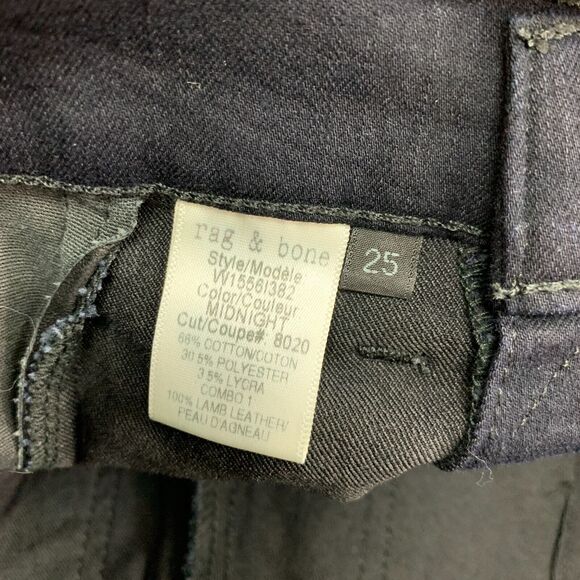 rag & bone
25
Style/Modèle
W1556I382
Color/Couleur
MIDNIGHT
Cut/Coupe#. 8020
66% COTTON/COTON
30.5% POLYESTER
3.5% LYCRA
COMBO 1
100% LAMB LEATHER/
PEAU D'AGNEAU